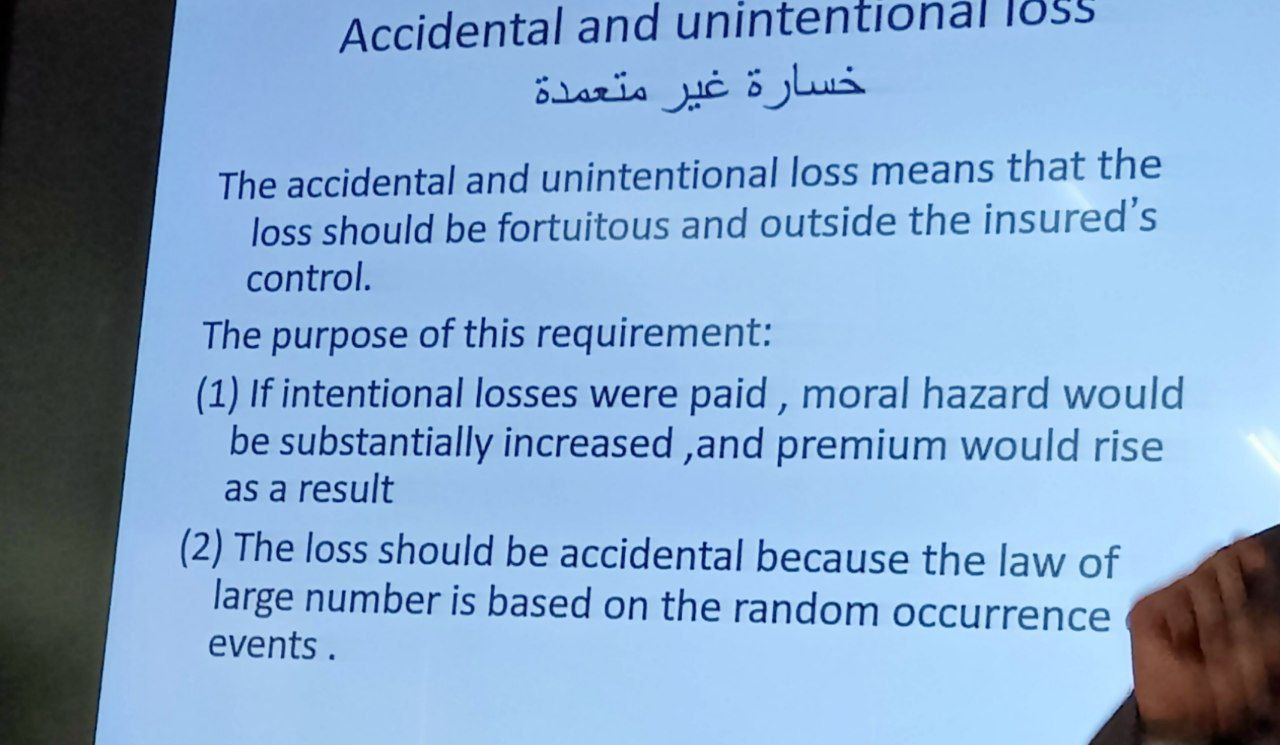 Accidental and unintentional loss
خسارة غير متعمدة
The accidental and unintentional loss means that the
loss should be fortuitous and outside the insured's
control.
The purpose of this requirement:
(1) If intentional losses were paid , moral hazard would
be substantially increased ,and premium would rise
as a result
(2) The loss should be accidental because the law of
large number is based on the random occurrence
events .